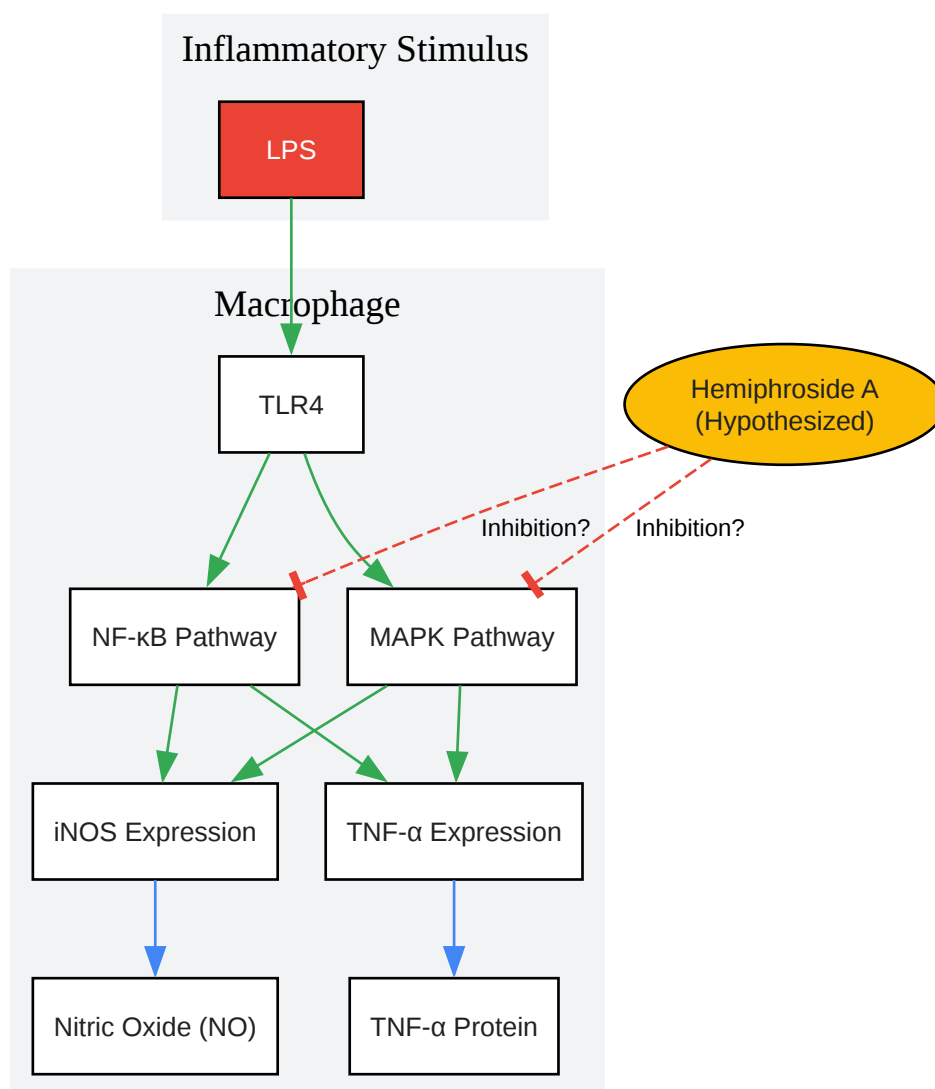 Inflammatory Stimulus
LPS
Macrophage
TLR4
Hemiphroside A
(Hypothesized)
Inhibition?
Inhibition?
NF-κB Pathway
MAPK Pathway
iNOS Expression
TNF-α Expression
Nitric Oxide (NO)
TNF-α Protein